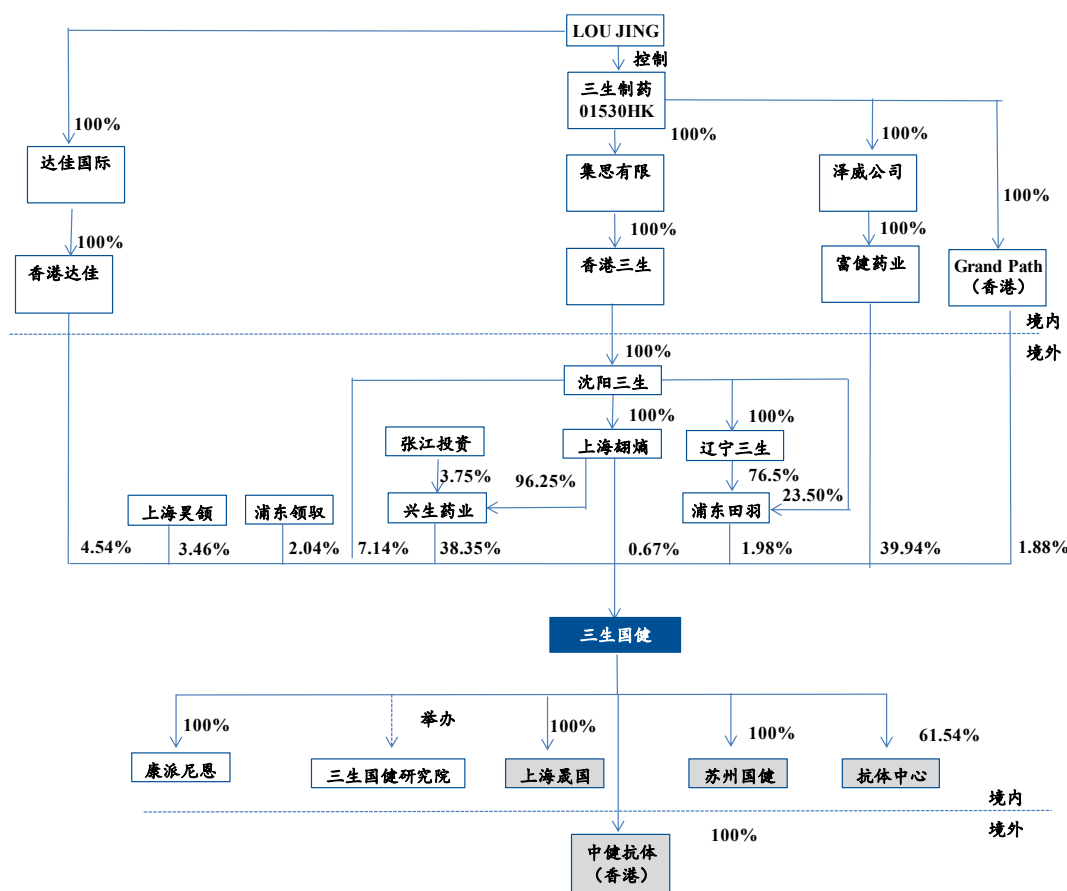 LOU JING
控制
三生制药
01530HK
100%
100%
100%
达佳国际
集思有限
泽威公司
100%
100%
100%
100%
香港达佳
香港三生
富健药业
Grand Path
（香港）
境内
境外
100%
沈阳三生
100%
100%
张江投资
上海翃熵
辽宁三生
3.75%
96.25%
76.5%
23.50%
上海昊领
浦东领驭
兴生药业
浦东田羽
4.54%
3.46%
2.04%
7.14%
38.35%
0.67%
1.98%
39.94%
1.88%
三生国健
100%
举办
100%
100%
61.54%
康派尼恩
三生国健研究院
上海晟国
苏州国健
抗体中心
境内
境外
100%
中健抗体
（香港）